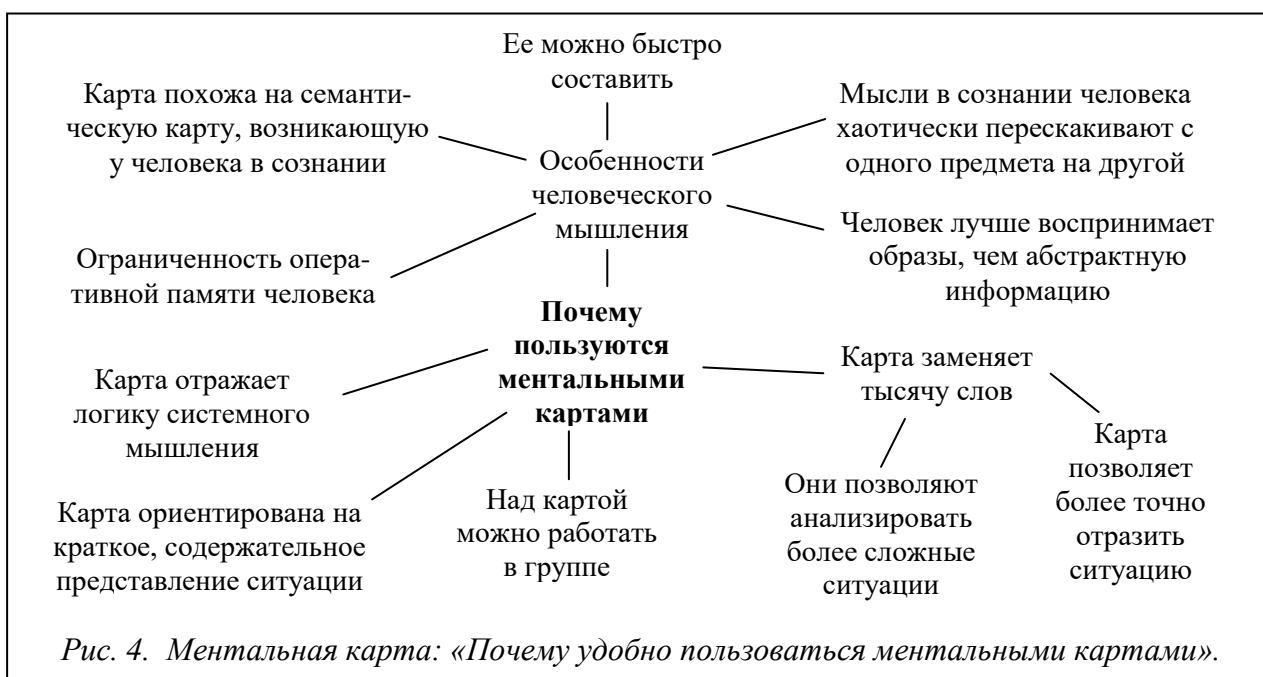 Ее можно быстро
составить
Карта похожа на семанти-
ческую карту, возникающую
у человека в сознании
Мысли в сознании человека
хаотически перескакивают с
одного предмета на другой
Особенности
человеческого
мышления
Ограниченность опера-
тивной памяти человека
Человек лучше воспринимает
образы, чем абстрактную
информацию
Почему
пользуются
ментальными
картами
Карта отражает
логику системного
мышления
Карта заменяет
тысячу слов
Карта ориентирована на
краткое, содержательное
представление ситуации
Над картой
можно работать
в группе
Они позволяют
анализировать
более сложные
ситуации
Карта
позволяет
более точно
отразить
ситуацию
Рис. 4. Ментальная карта: «Почему удобно пользоваться ментальными картами».